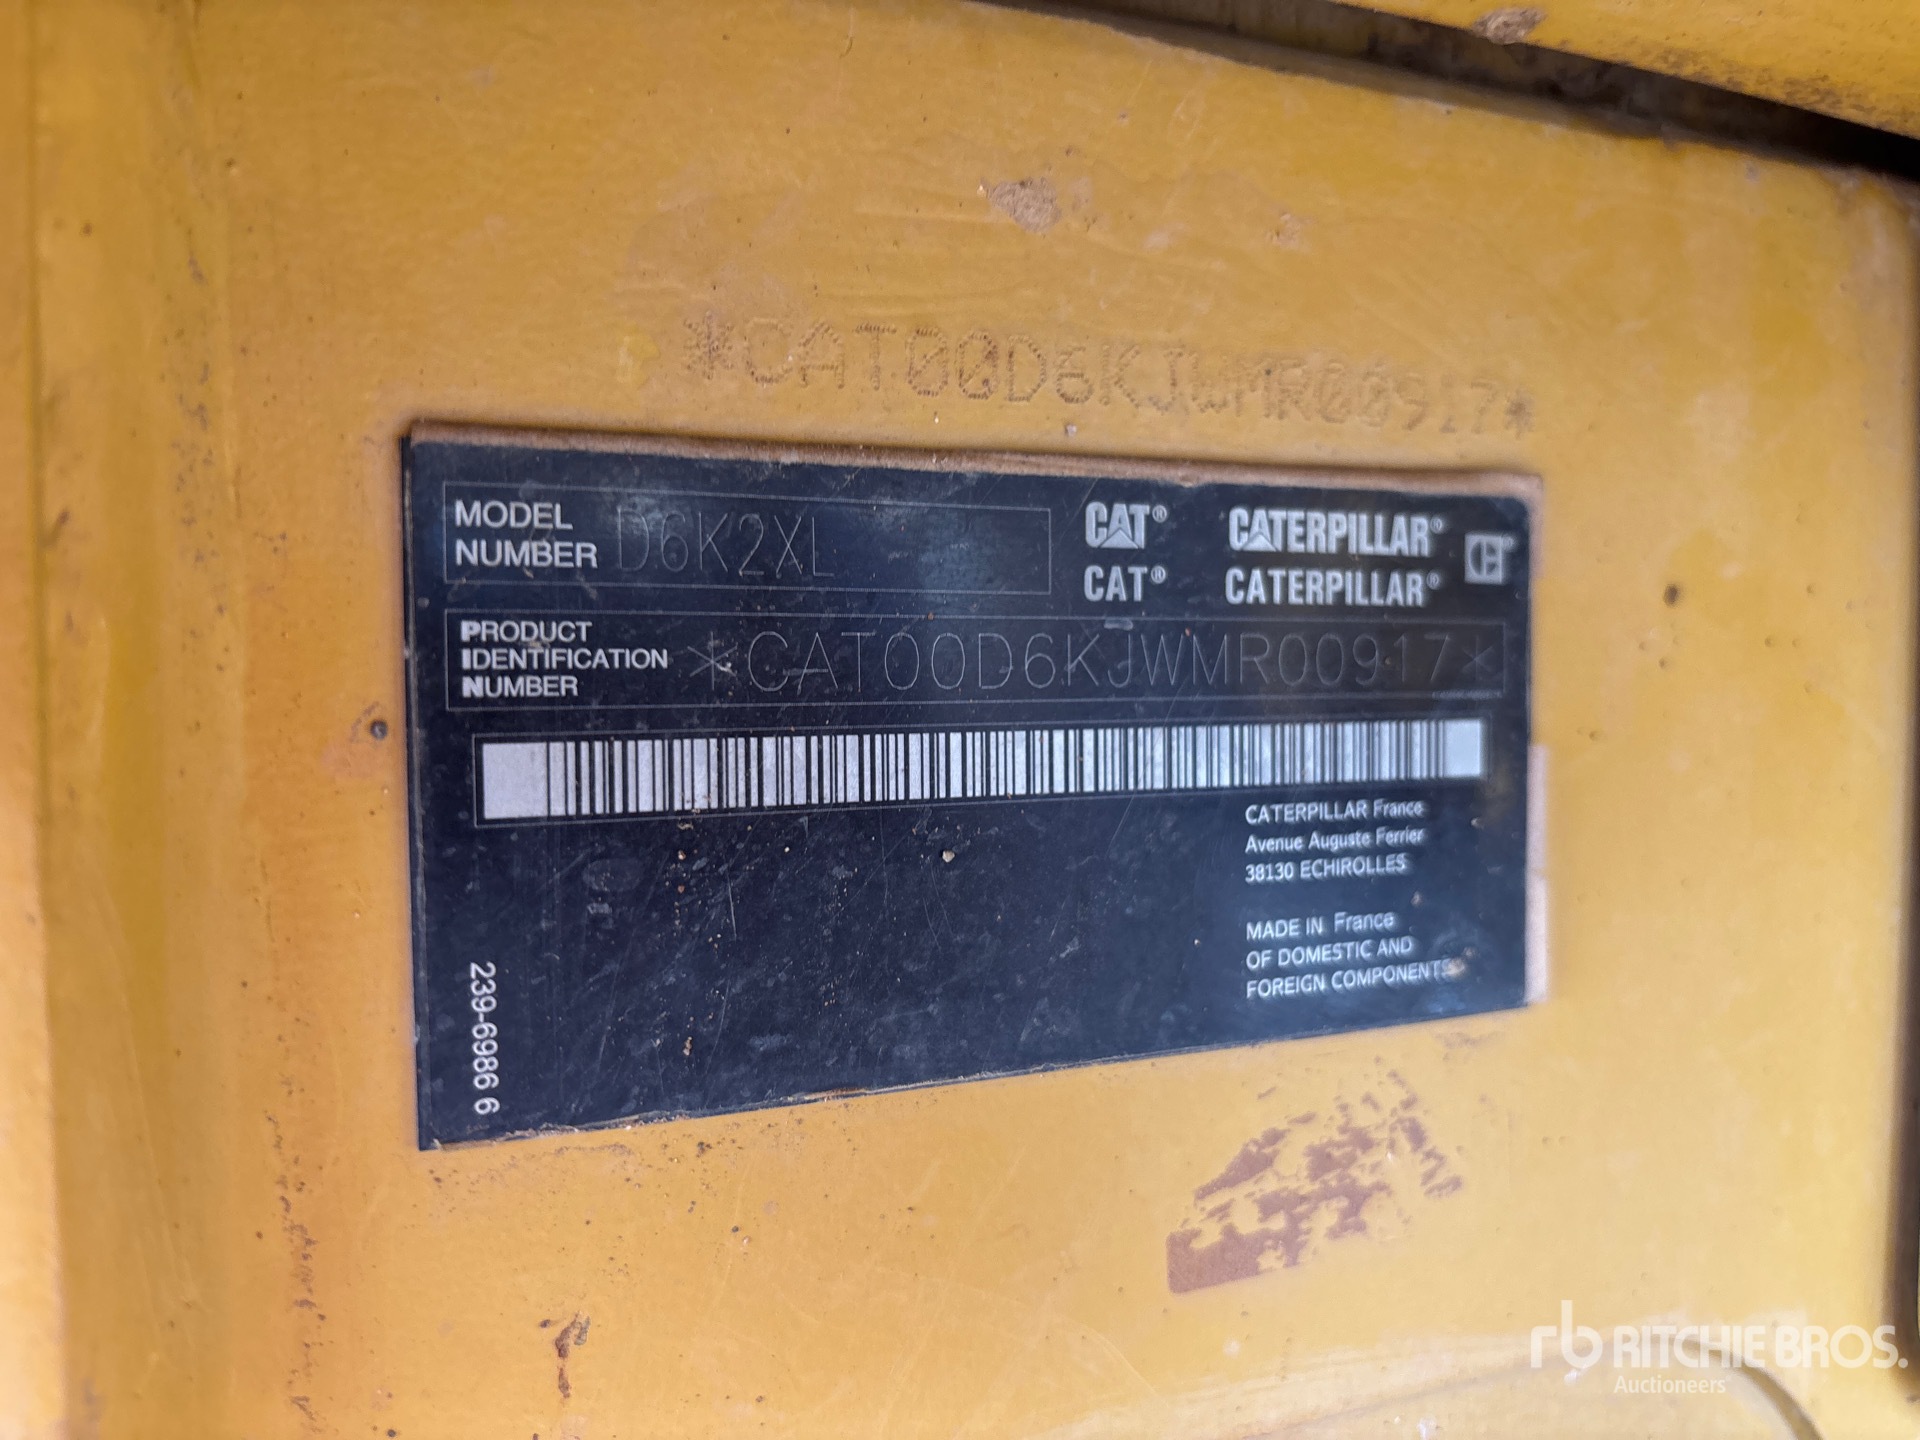 *CAT00D6KJWMR00917*
MODEL
NUMBER D6K2XL
CAT® CATERPILLAR®
CAT® CATERPILLAR®
PRODUCT
IDENTIFICATION
NUMBER
*CAT00D6KJWMR00917*
CATERPILLAR France
Avenue Auguste Ferrier
38130 ECHIROLLES
MADE IN France
OF DOMESTIC AND
FOREIGN COMPONENTS
239-6986 6
rb RITCHIE BROS.
Auctioneers